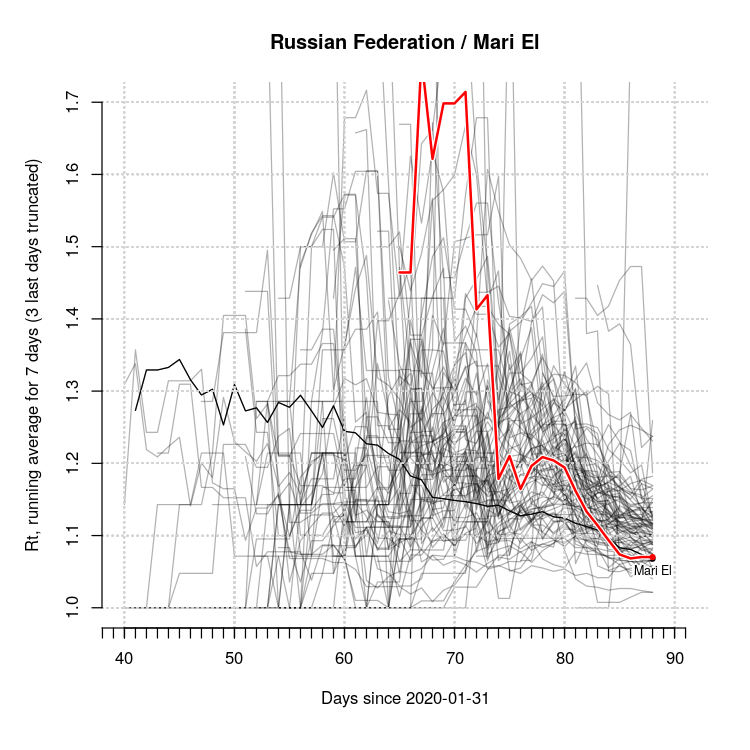 Russian Federation / Mari El
Rt, running average for 7 days (3 last days truncated)
1.7
1.6
1.5
1.4
1.3
1.2
1.1
1.0
Mari El
40 50 60 70 80 90
Days since 2020-01-31